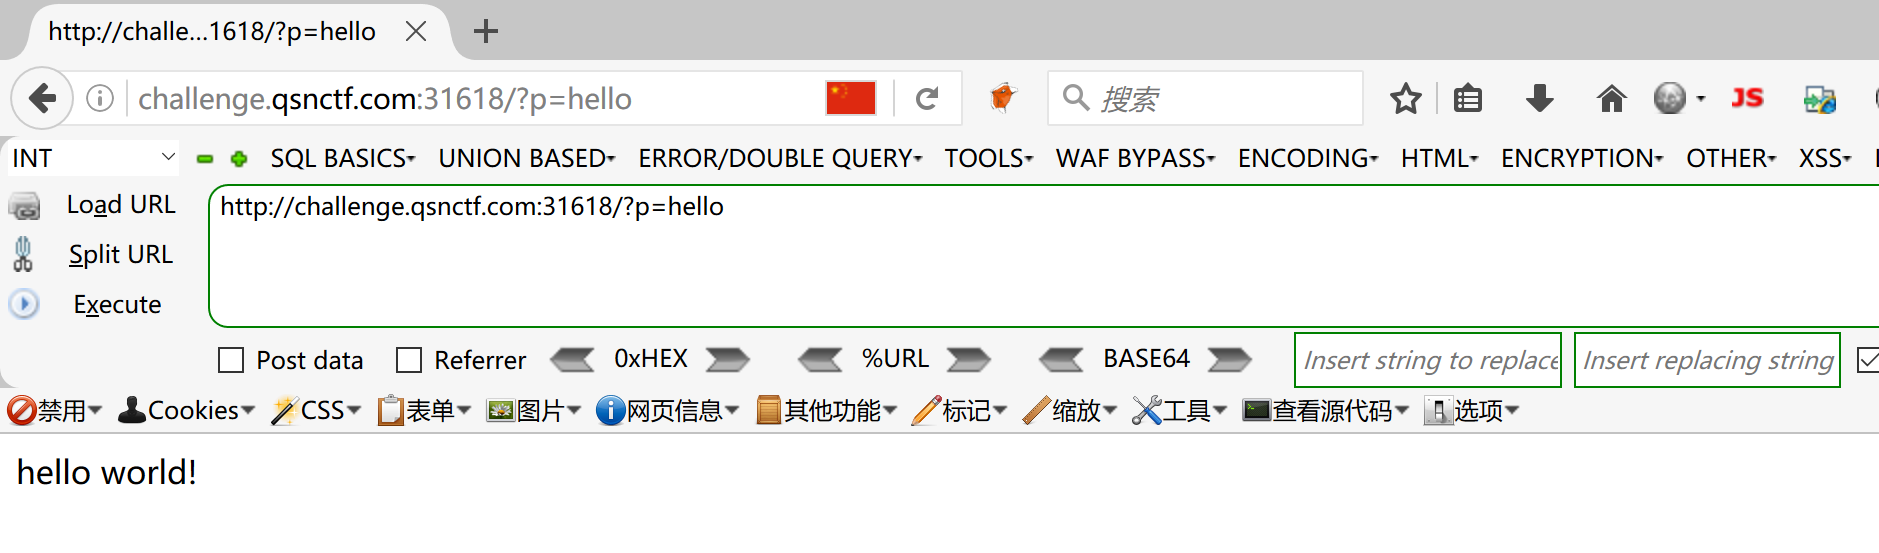 http://challe...1618/?p=hello
challenge.qsnctf.com:31618/?p=hello 搜索 JS
INT SQL BASICS UNION BASED ERROR/DOUBLE QUERY TOOLS WAF BYPASS ENCODING HTML ENCRYPTION OTHER XSS
Load URL http://challenge.qsnctf.com:31618/?p=hello
Split URL
Execute
Post data Referrer 0xHEX %URL BASE64 Insert string to replace Insert replacing string
禁用 Cookies CSS 表单 图片 网页信息 其他功能 标记 缩放 工具 查看源代码 选项
hello world!